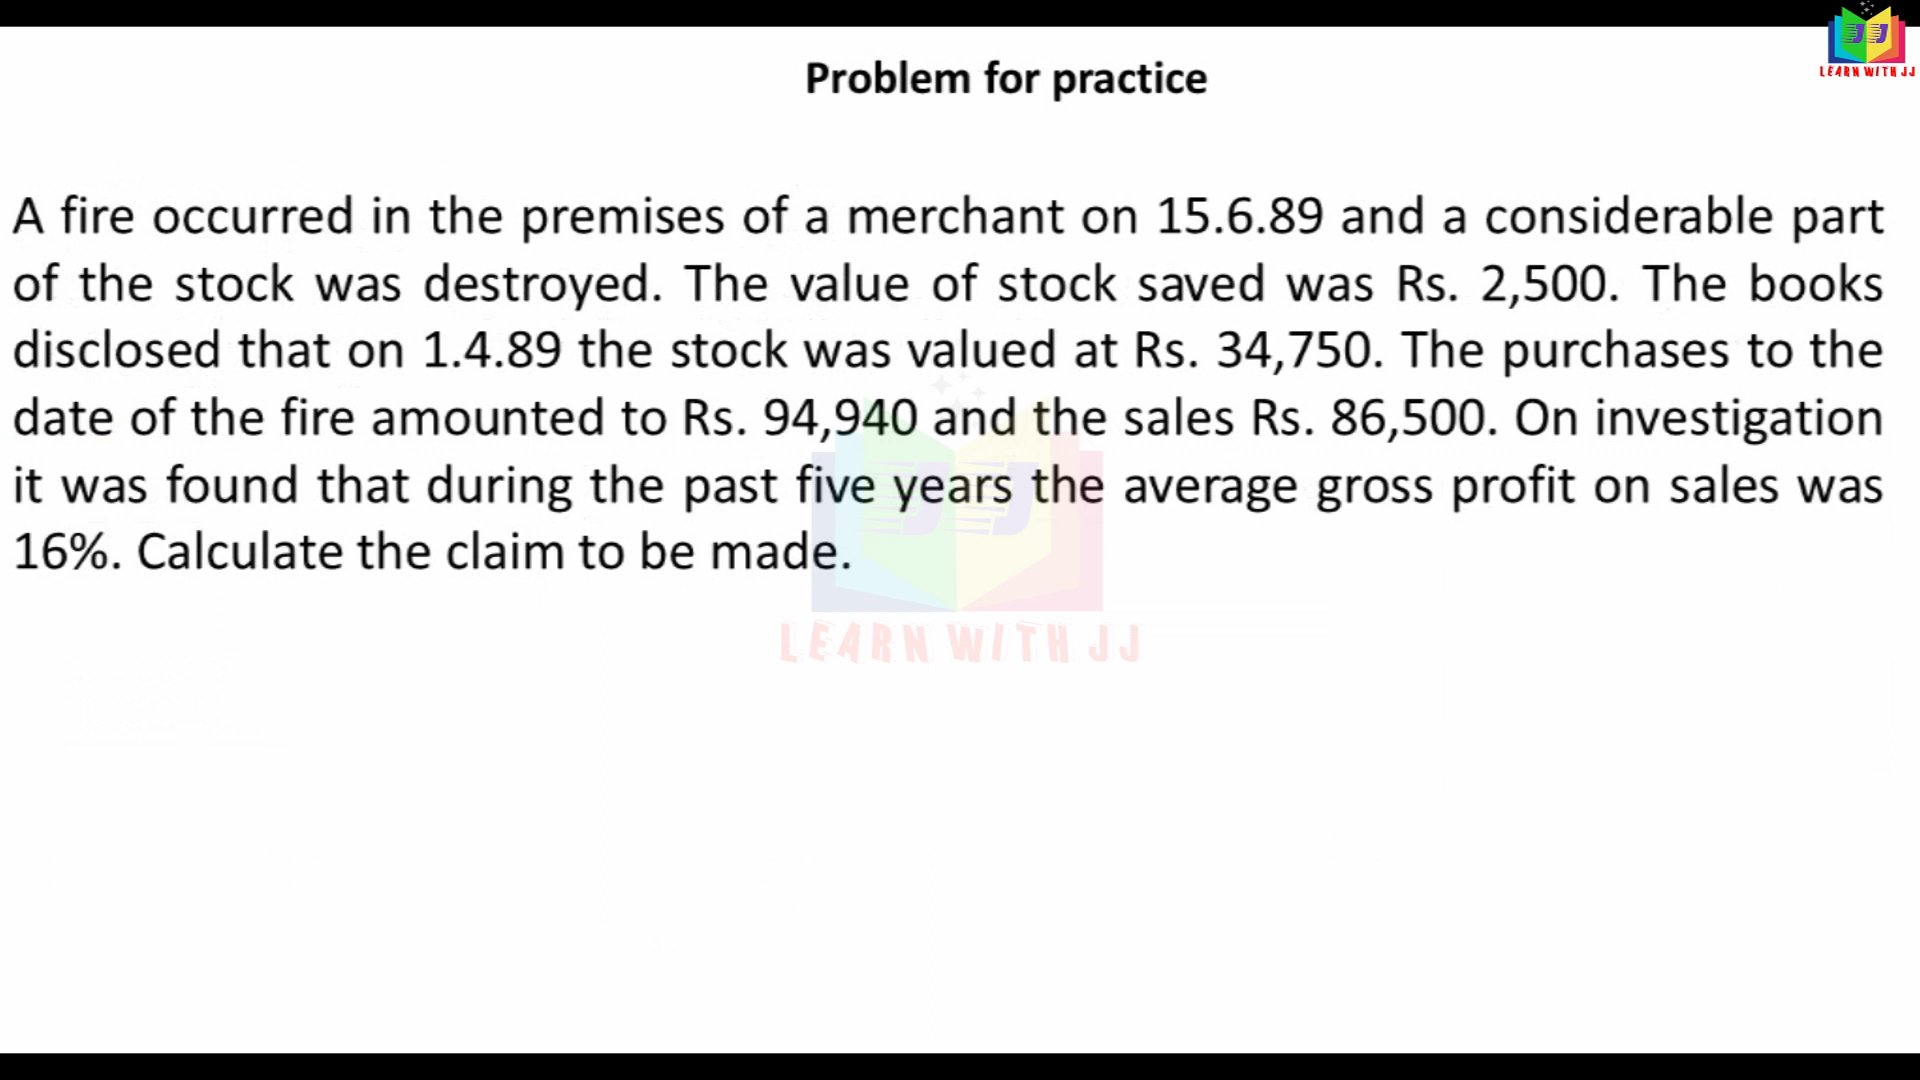 LEARN WITH JJ
Problem for practice
A fire occurred in the premises of a merchant on 15.6.89 and a considerable part
of the stock was destroyed. The value of stock saved was Rs. 2,500. The books
disclosed that on 1.4.89 the stock was valued at Rs. 34,750. The purchases to the
date of the fire amounted to Rs. 94,940 and the sales Rs. 86,500. On investigation
it was found that during the past five years the average gross profit on sales was
16%. Calculate the claim to be made.
JJ
LEARN WITH JJ